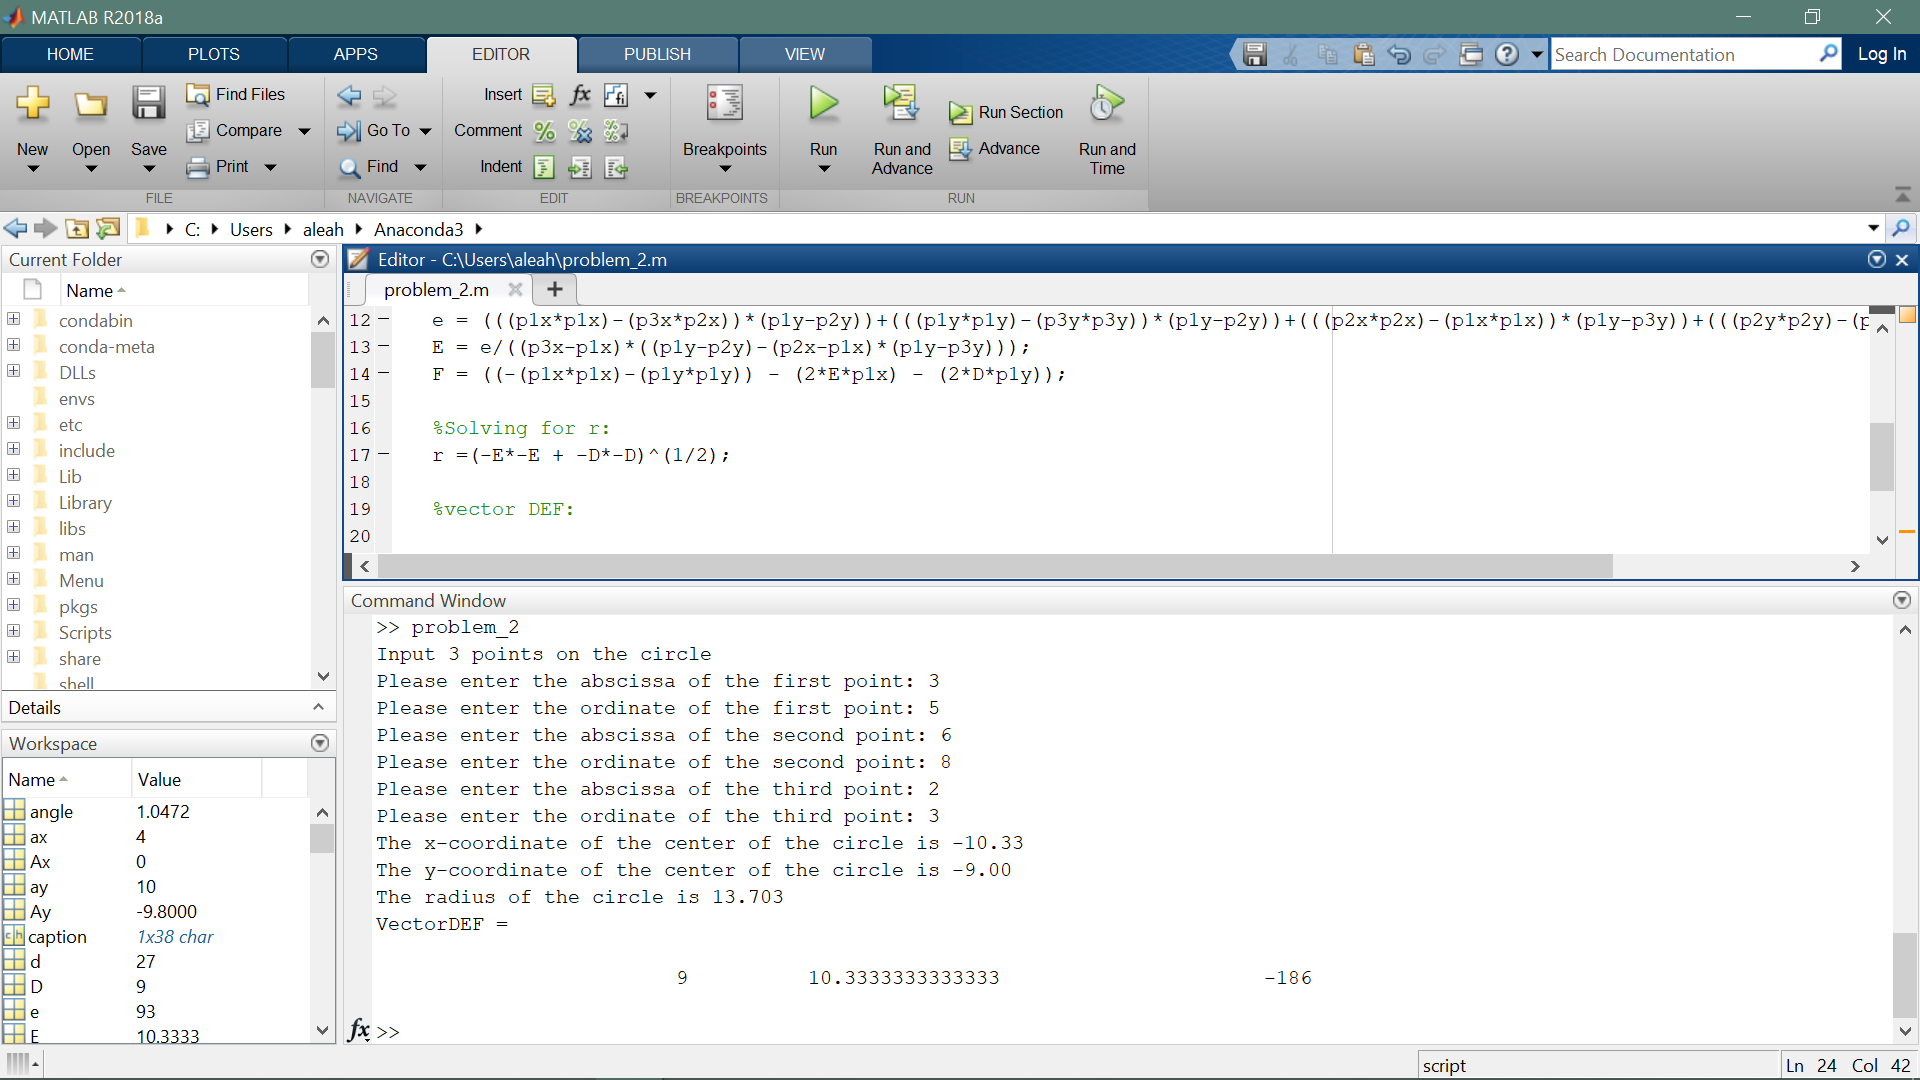 MATLAB R2018a
HOME PLOTS APPS EDITOR PUBLISH VIEW Search Documentation Log In
New Open Save Find Files Compare Print
FILE
Go To Find
NAVIGATE
Insert fx fi
Comment % %
Indent
EDIT
Breakpoints
BREAKPOINTS
Run Run and Advance Run Section Advance Run and Time
RUN
C: Users aleah Anaconda3
Current Folder
Name
condabin
conda-meta
DLLs
envs
etc
include
Lib
Library
libs
man
Menu
pkgs
Scripts
share
shell
Details
Workspace
Name Value
angle 1.0472
ax 4
Ax 0
ay 10
Ay -9.8000
caption 1x38 char
d 27
D 9
e 93
E 10.3333
Editor - C:\Users\aleah\problem_2.m
problem_2.m
12 e = (((p1x*p1x)-(p3x*p2x))*(p1y-p2y))+(((p1y*p1y)-(p3y*p3y))*(p1y-p2y))+(((p2x*p2x)-(p1x*p1x))*(p1y-p3y))+(((p2y*p2y)-(p
13 E = e/((p3x-p1x)*((p1y-p2y)-(p2x-p1x)*(p1y-p3y)));
14 F = ((-(p1x*p1x)-(p1y*p1y)) - (2*E*p1x) - (2*D*p1y));
15
16 %Solving for r:
17 r =(-E*-E + -D*-D)^(1/2);
18
19 %vector DEF:
20
Command Window
>> problem_2
Input 3 points on the circle
Please enter the abscissa of the first point: 3
Please enter the ordinate of the first point: 5
Please enter the abscissa of the second point: 6
Please enter the ordinate of the second point: 8
Please enter the abscissa of the third point: 2
Please enter the ordinate of the third point: 3
The x-coordinate of the center of the circle is -10.33
The y-coordinate of the center of the circle is -9.00
The radius of the circle is 13.703
VectorDEF =
9 10.3333333333333 -186
fx >>
script Ln 24 Col 42